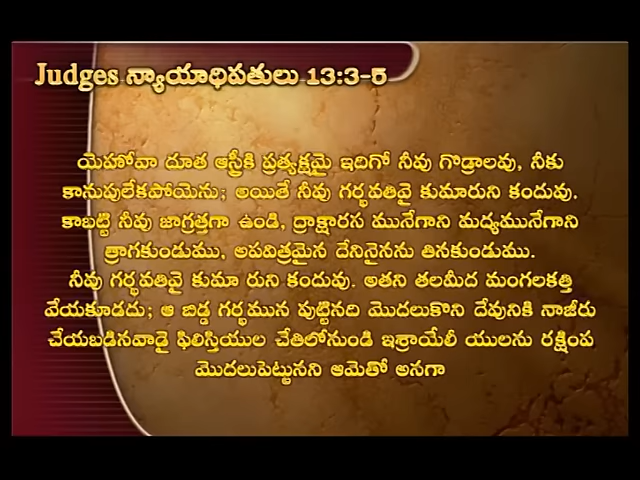 Judges న్యాయాధిపతులు 13:3-5
యెహోవా దూత ఆస్త్రీకి ప్రత్యక్షమై ఇదిగో నీవు గొడ్రాలవు, నీకు
కానుపులేకపోయెను; అయితే నీవు గర్భవతివై కుమారుని కందువు.
కాబట్టి నీవు జాగ్రత్తగా ఉండి, ద్రాక్షారస మునేగాని మద్యమునేగాని
త్రాగకుండుము, అపవిత్రమైన దేనినైనను తినకుండుము.
నీవు గర్భవతివై కుమా రుని కందువు. అతని తలమీద మంగలకత్తి
వేయకూడదు; ఆ బిడ్డ గర్భమున పుట్టినది మొదలుకొని దేవునికి నాజీరు
చేయబడినవాడై ఫిలిస్తీయుల చేతిలోనుండి ఇశ్రాయేలీ యులను రక్షింప
మొదలుపెట్టునని ఆమెతో అనగా